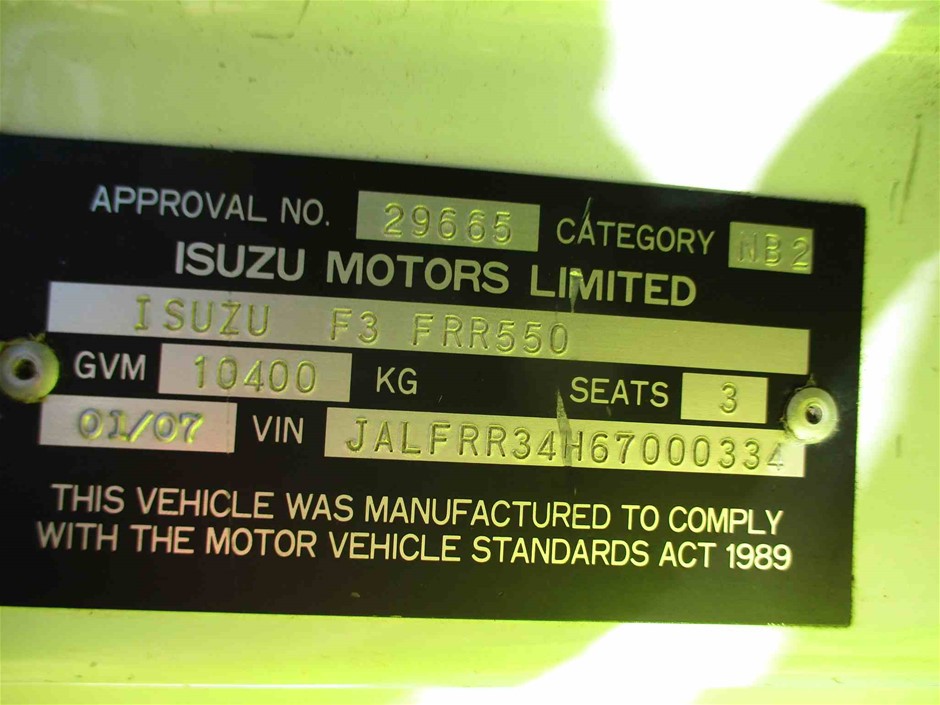 APPROVAL NO. 29665 CATEGORY NB2
ISUZU MOTORS LIMITED
ISUZU F3 FRR550
GVM 10400 KG SEATS 3
01/07 VIN JALFRR34H67000334
THIS VEHICLE WAS MANUFACTURED TO COMPLY
WITH THE MOTOR VEHICLE STANDARDS ACT 1989